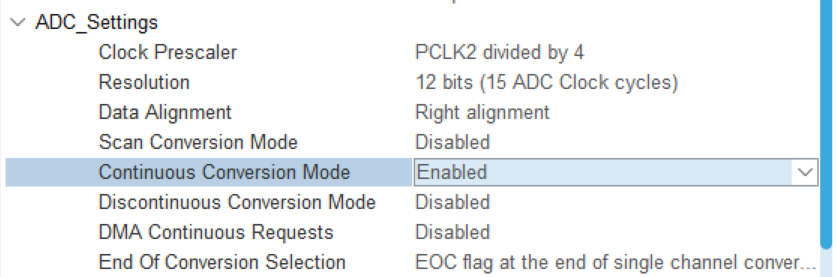 ADC_Settings
Clock Prescaler PCLK2 divided by 4
Resolution 12 bits (15 ADC Clock cycles)
Data Alignment Right alignment
Scan Conversion Mode Disabled
Continuous Conversion Mode Enabled
Discontinuous Conversion Mode Disabled
DMA Continuous Requests Disabled
End Of Conversion Selection EOC flag at the end of single channel conver...